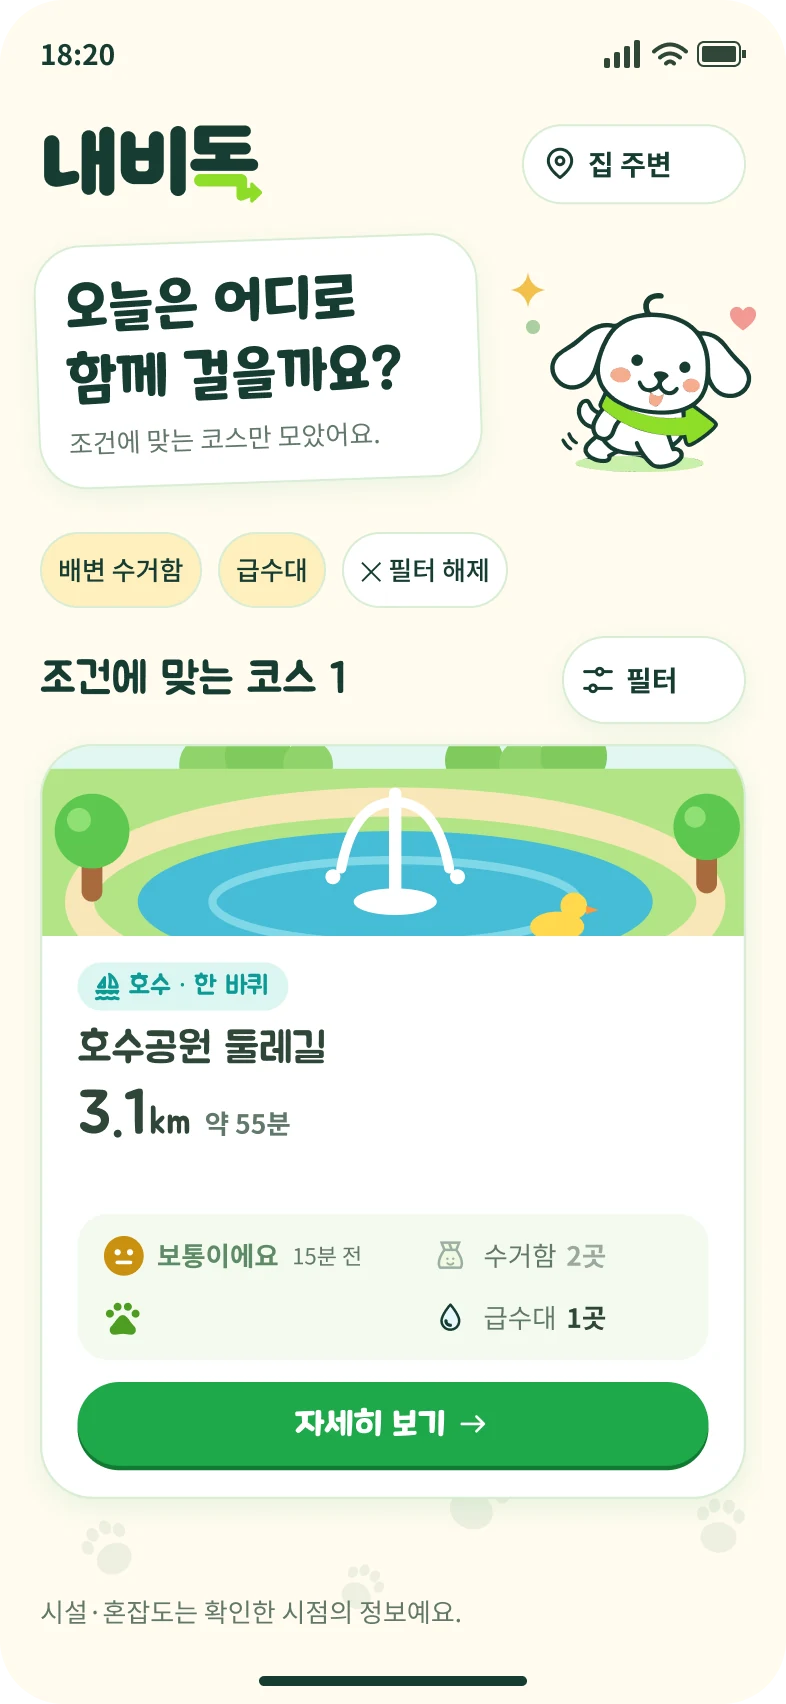 18:20
내비독
집 주변
오늘은 어디로
함께 걸을까요?
조건에 맞는 코스만 모았어요.
배변 수거함
급수대
필터 해제
조건에 맞는 코스 1
필터
호수 · 한 바퀴
호수공원 둘레길
3.1km 약 55분
보통이에요 15분 전
수거함 2곳
급수대 1곳
자세히 보기 →
시설·혼잡도는 확인한 시점의 정보예요.